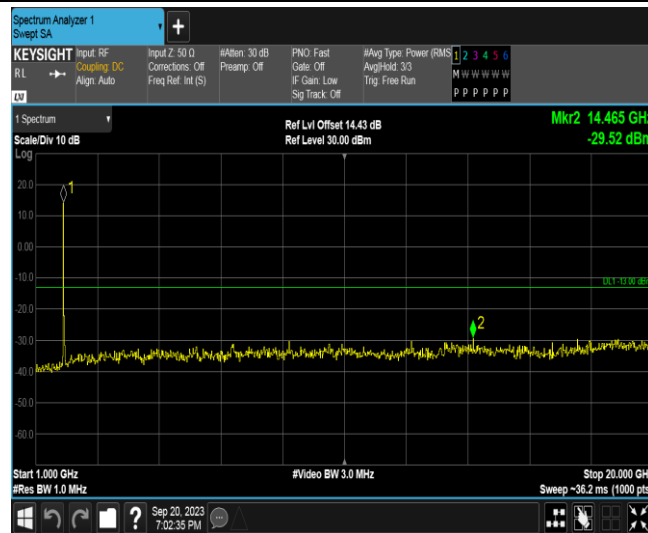 Spectrum Analyzer 1
Swept SA
+
KEYSIGHT
RL
LXI
Input: RF
Coupling: DC
Align: Auto
Input Z: 50 Ω
Corrections: Off
Freq Ref: Int (S)
#Atten: 30 dB
Preamp: Off
PNO: Fast
Gate: Off
IF Gain: Low
Sig Track: Off
#Avg Type: Power (RMS
Avg|Hold: 3/3
Trig: Free Run
1 2 3 4 5 6
M W W W W W
P P P P P P
1 Spectrum
Scale/Div 10 dB
Ref Lvl Offset 14.43 dB
Ref Level 30.00 dBm
Mkr2 14.465 GHz
-29.52 dBm
Log
20.0
10.0
0.00
-10.0
-20.0
-30.0
-40.0
-50.0
-60.0
1
2
DL1 -13.00 dBm
Start 1.000 GHz
#Res BW 1.0 MHz
#Video BW 3.0 MHz
Stop 20.000 GHz
Sweep ~36.2 ms (1000 pts
?
Sep 20, 2023
7:02:35 PM